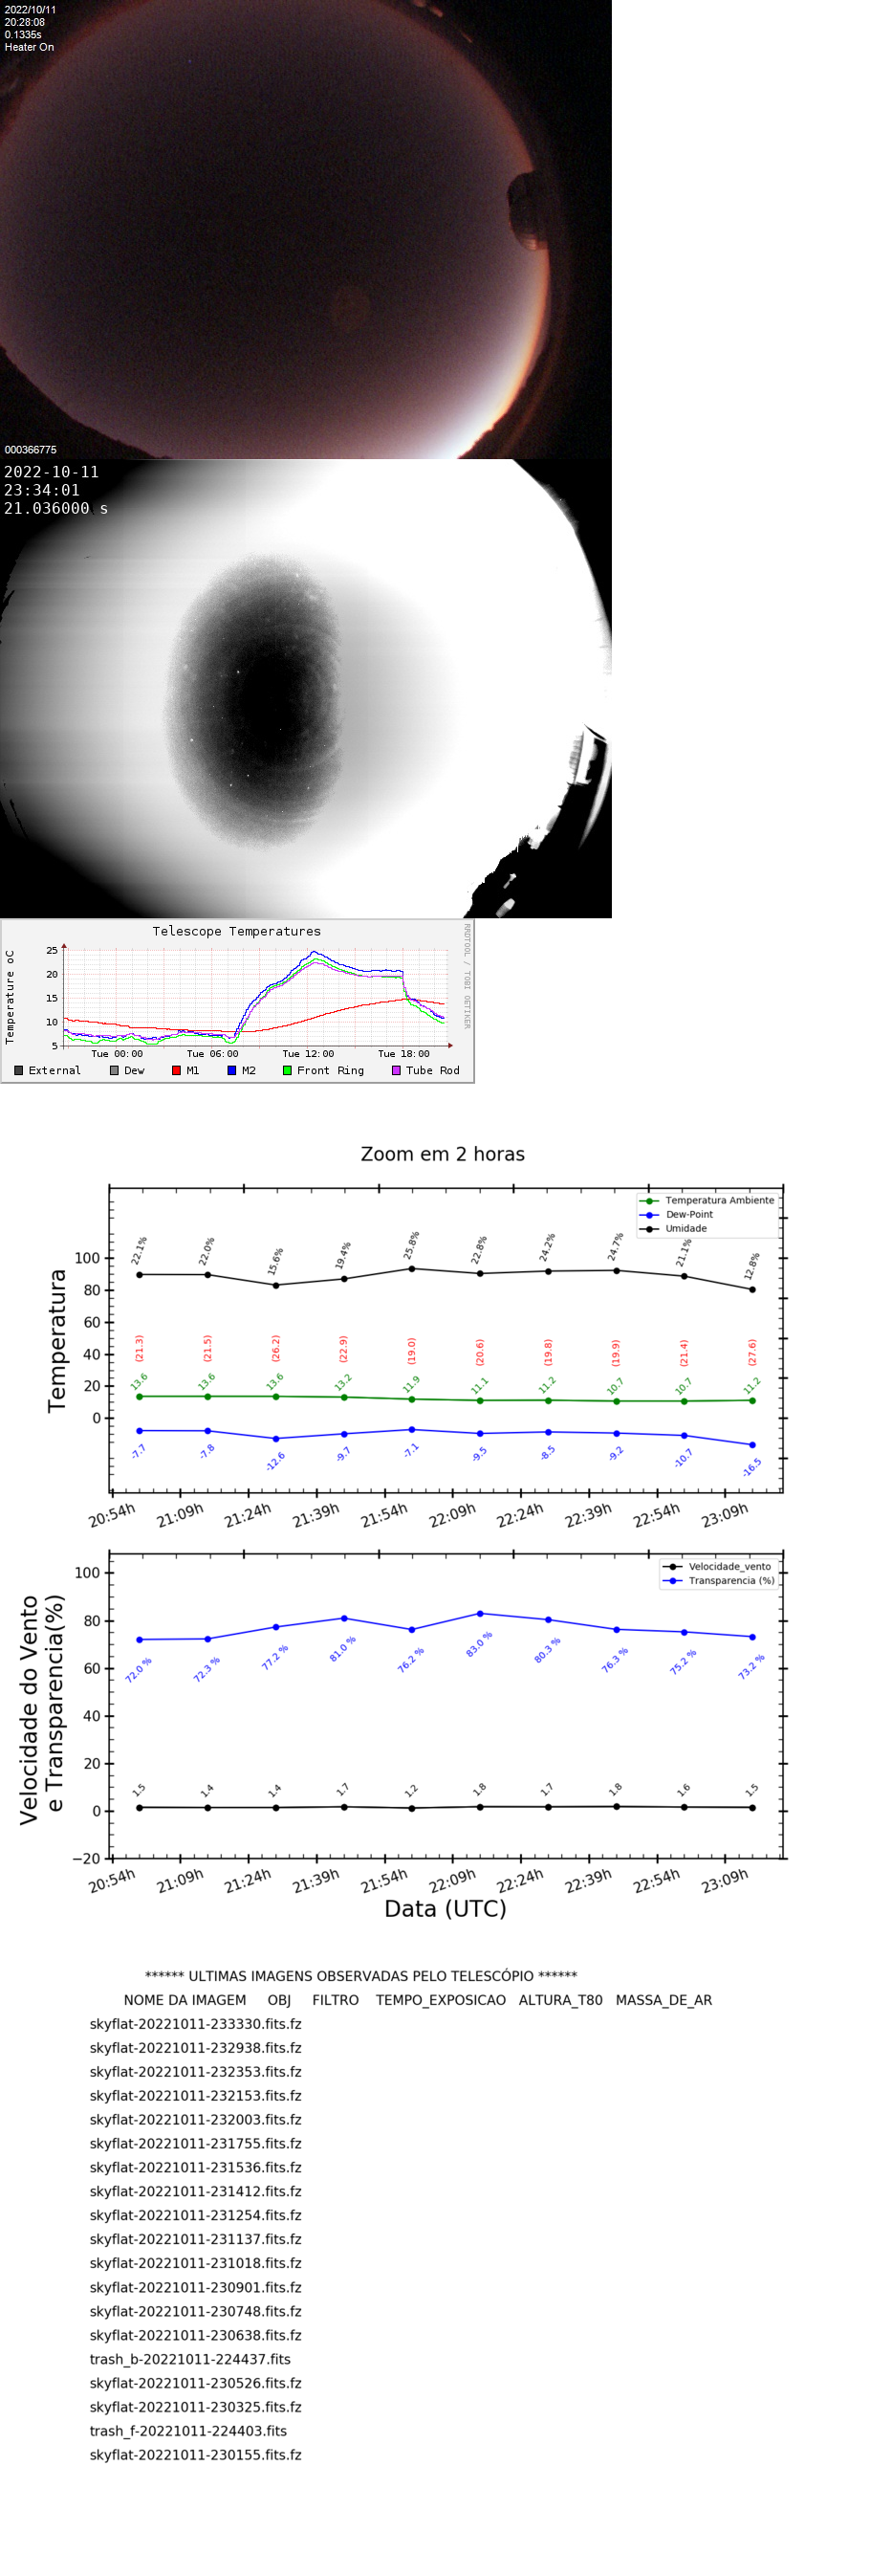 2022/10/11
20:28:08
0.1335s
Heater On
000366775
2022-10-11
23:34:01
21.036000 s
Telescope Temperatures
RRDTOOL / TOBI OETIKER
Temperature oC
25
20
15
10
5
Tue 00:00 Tue 06:00 Tue 12:00 Tue 18:00
External Dew M1 M2 Front Ring Tube Rod
Zoom em 2 horas
Temperatura Ambiente
Dew-Point
Umidade
Temperatura
100
80
60
40
20
0
22.1% 22.0% 15.6% 19.4% 25.8% 22.8% 24.2% 24.7% 21.1% 12.8%
(21.3) (21.5) (26.2) (22.9) (19.0) (20.6) (19.8) (19.9) (21.4) (27.6)
13.6 13.6 13.6 13.2 11.9 11.1 11.2 10.7 10.7 11.2
-7.7 -7.8 -12.6 -9.7 -7.1 -9.5 -8.5 -9.2 -10.7 -16.5
20:54h 21:09h 21:24h 21:39h 21:54h 22:09h 22:24h 22:39h 22:54h 23:09h
Velocidade_vento
Transparencia (%)
Velocidade do Vento
e Transparencia(%)
100
80
60
40
20
0
−20
72.0 % 72.3 % 77.2 % 81.0 % 76.2 % 83.0 % 80.3 % 76.3 % 75.2 % 73.2 %
1.5 1.4 1.4 1.7 1.2 1.8 1.7 1.8 1.6 1.5
20:54h 21:09h 21:24h 21:39h 21:54h 22:09h 22:24h 22:39h 22:54h 23:09h
Data (UTC)
****** ULTIMAS IMAGENS OBSERVADAS PELO TELESCÓPIO ******
NOME DA IMAGEM OBJ FILTRO TEMPO_EXPOSICAO ALTURA_T80 MASSA_DE_AR
skyflat-20221011-233330.fits.fz
skyflat-20221011-232938.fits.fz
skyflat-20221011-232353.fits.fz
skyflat-20221011-232153.fits.fz
skyflat-20221011-232003.fits.fz
skyflat-20221011-231755.fits.fz
skyflat-20221011-231536.fits.fz
skyflat-20221011-231412.fits.fz
skyflat-20221011-231254.fits.fz
skyflat-20221011-231137.fits.fz
skyflat-20221011-231018.fits.fz
skyflat-20221011-230901.fits.fz
skyflat-20221011-230748.fits.fz
skyflat-20221011-230638.fits.fz
trash_b-20221011-224437.fits
skyflat-20221011-230526.fits.fz
skyflat-20221011-230325.fits.fz
trash_f-20221011-224403.fits
skyflat-20221011-230155.fits.fz